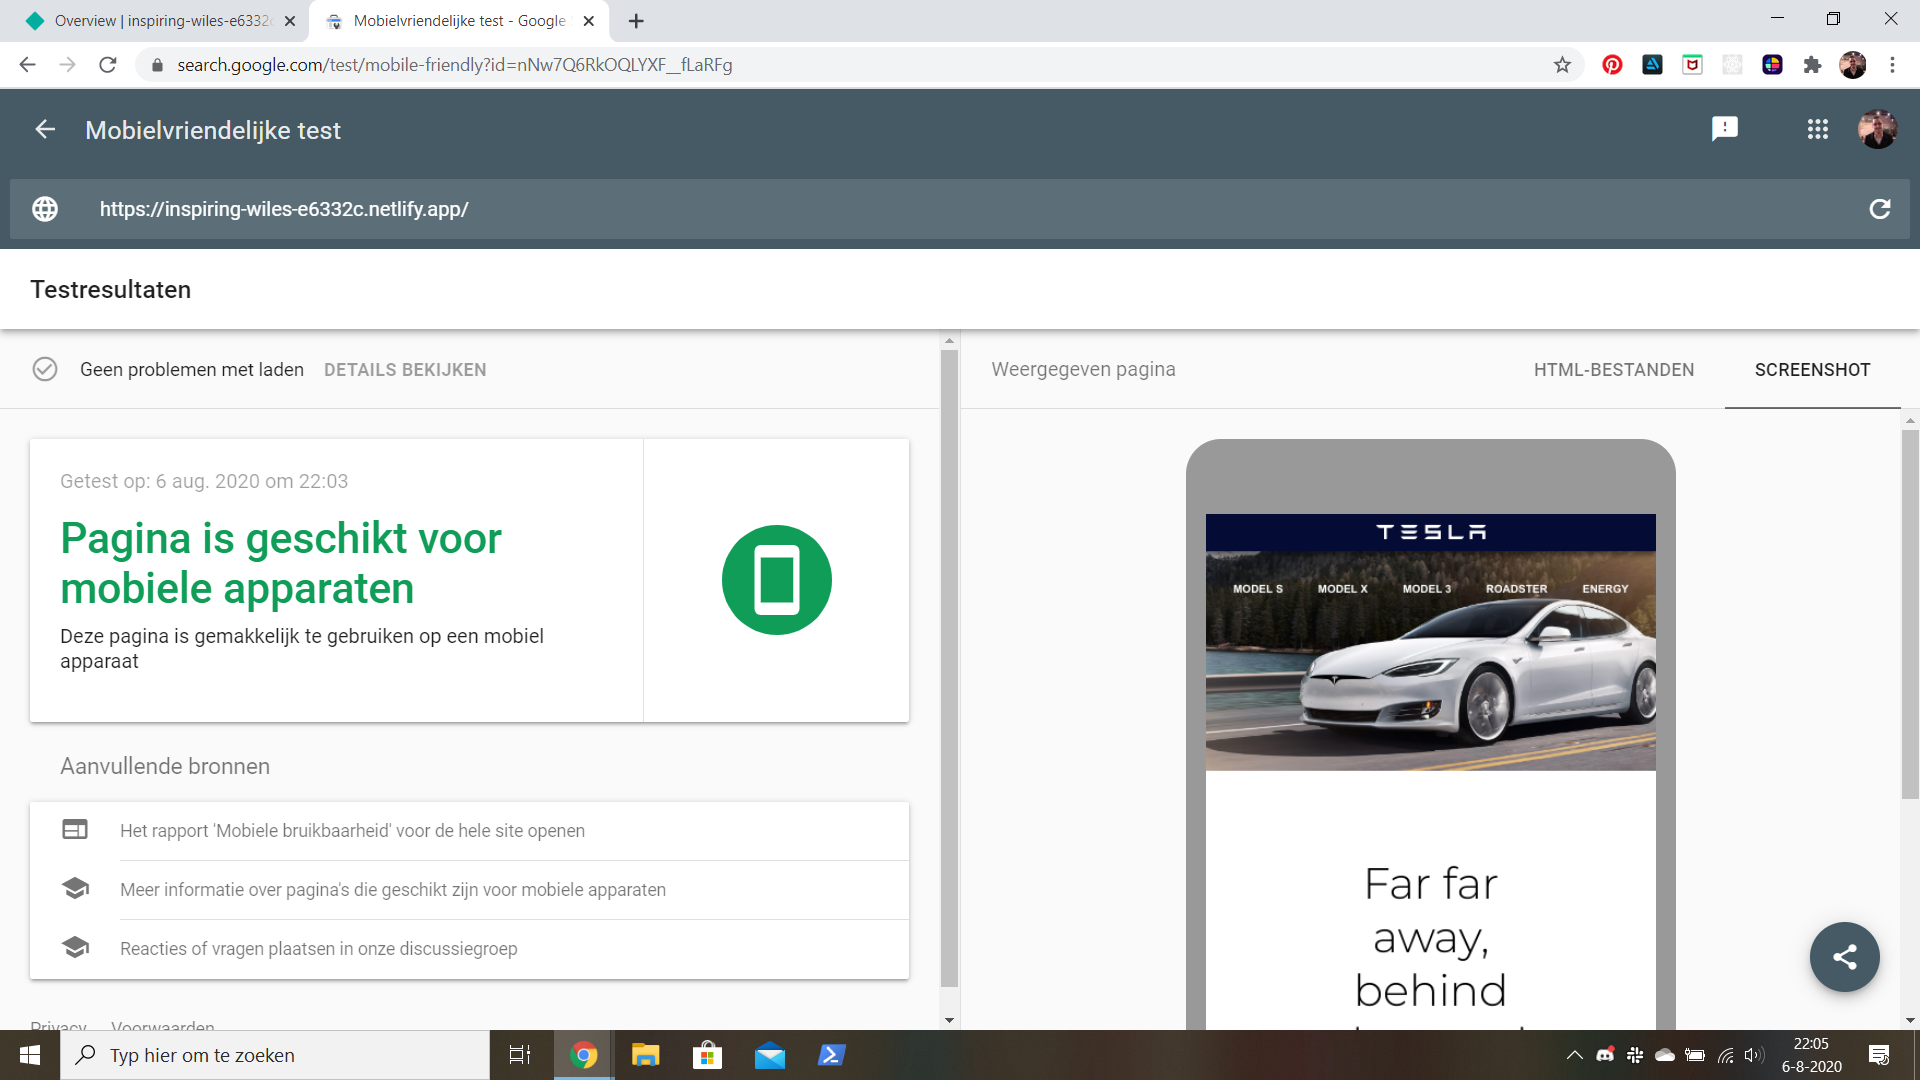 Overview | inspiring-wiles-e6332c
Mobielvriendelijke test - Google
search.google.com/test/mobile-friendly?id=nNw7Q6RkOQLYXF__fLaRFg
Mobielvriendelijke test
https://inspiring-wiles-e6332c.netlify.app/
Testresultaten
Geen problemen met laden DETAILS BEKIJKEN
Getest op: 6 aug. 2020 om 22:03
Pagina is geschikt voor
mobiele apparaten
Deze pagina is gemakkelijk te gebruiken op een mobiel
apparaat
Aanvullende bronnen
Het rapport 'Mobiele bruikbaarheid' voor de hele site openen
Meer informatie over pagina's die geschikt zijn voor mobiele apparaten
Reacties of vragen plaatsen in onze discussiegroep
Privacy Voorwaarden
Weergegeven pagina HTML-BESTANDEN SCREENSHOT
TESLA
MODEL S MODEL X MODEL 3 ROADSTER ENERGY
Far far
away,
behind
Typ hier om te zoeken
22:05
6-8-2020